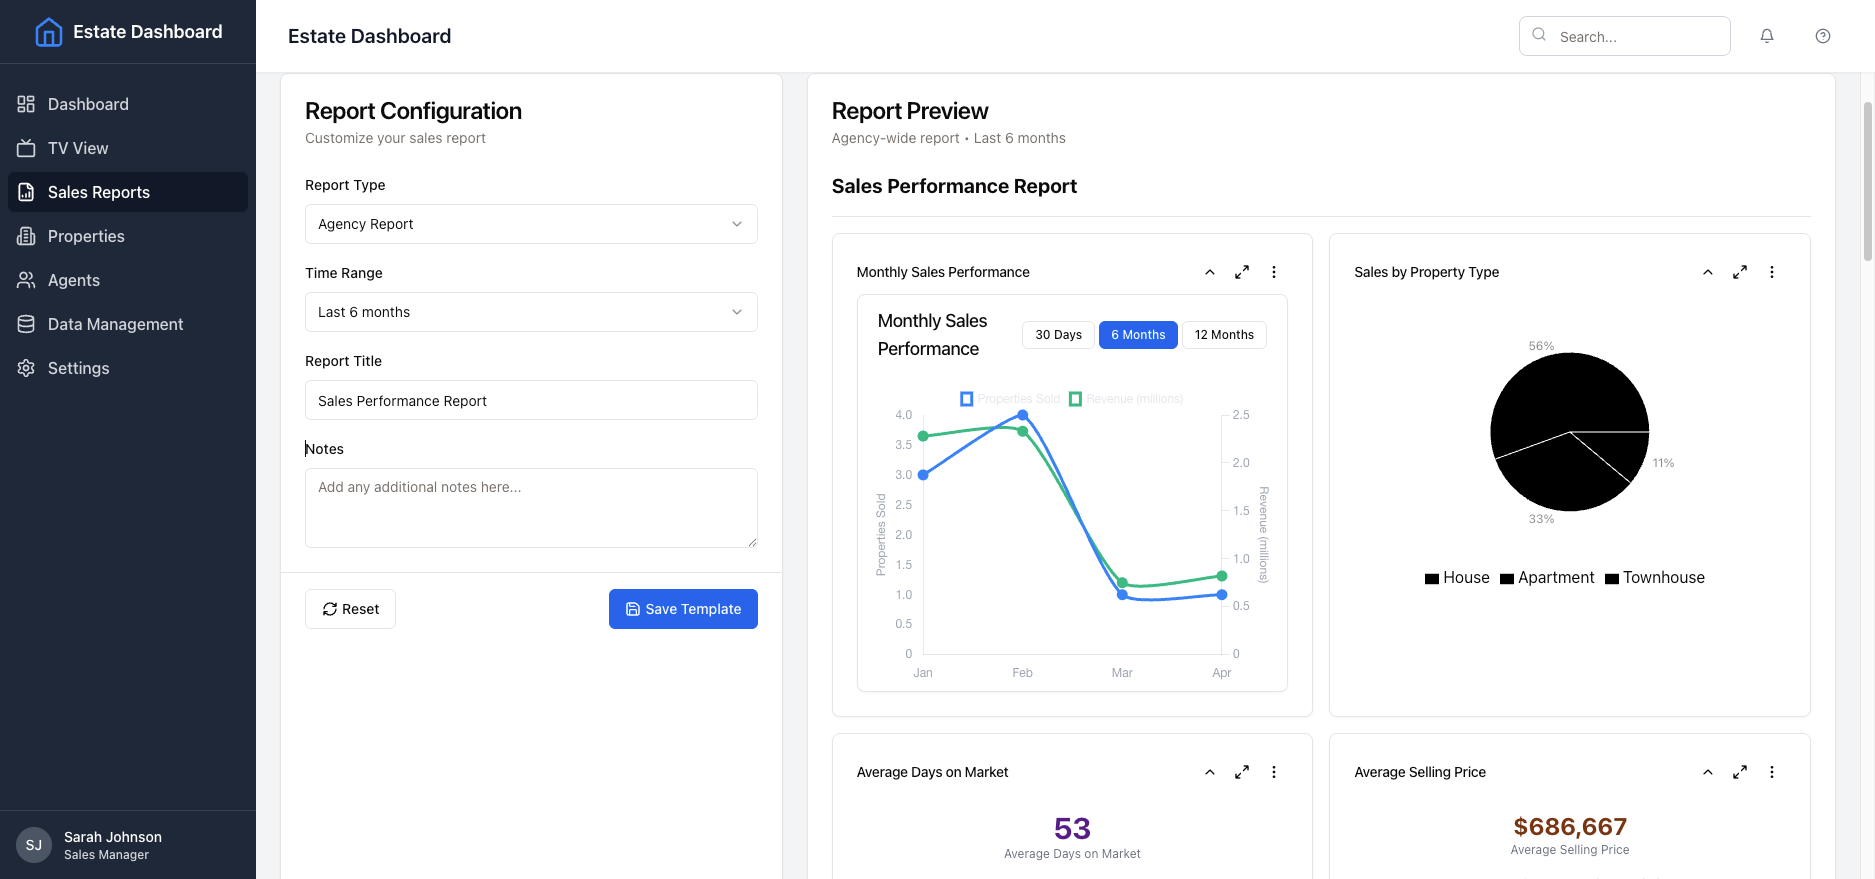 Estate Dashboard
Dashboard
TV View
Sales Reports
Properties
Agents
Data Management
Settings
SJ
Sarah Johnson
Sales Manager
Estate Dashboard
Search...
Report Configuration
Customize your sales report
Report Type
Agency Report
Time Range
Last 6 months
Report Title
Sales Performance Report
Notes
Add any additional notes here...
Reset
Save Template
Report Preview
Agency-wide report • Last 6 months
Sales Performance Report
Monthly Sales Performance
Monthly Sales
Performance
30 Days
6 Months
12 Months
Properties Sold
Revenue (millions)
4.0
3.5
3.0
2.5
2.0
1.5
1.0
0.5
0
Properties Sold
2.5
2.0
1.5
1.0
0.5
0
Revenue (millions)
Jan
Feb
Mar
Apr
Sales by Property Type
56%
11%
33%
House
Apartment
Townhouse
Average Days on Market
53
Average Days on Market
Average Selling Price
$686,667
Average Selling Price